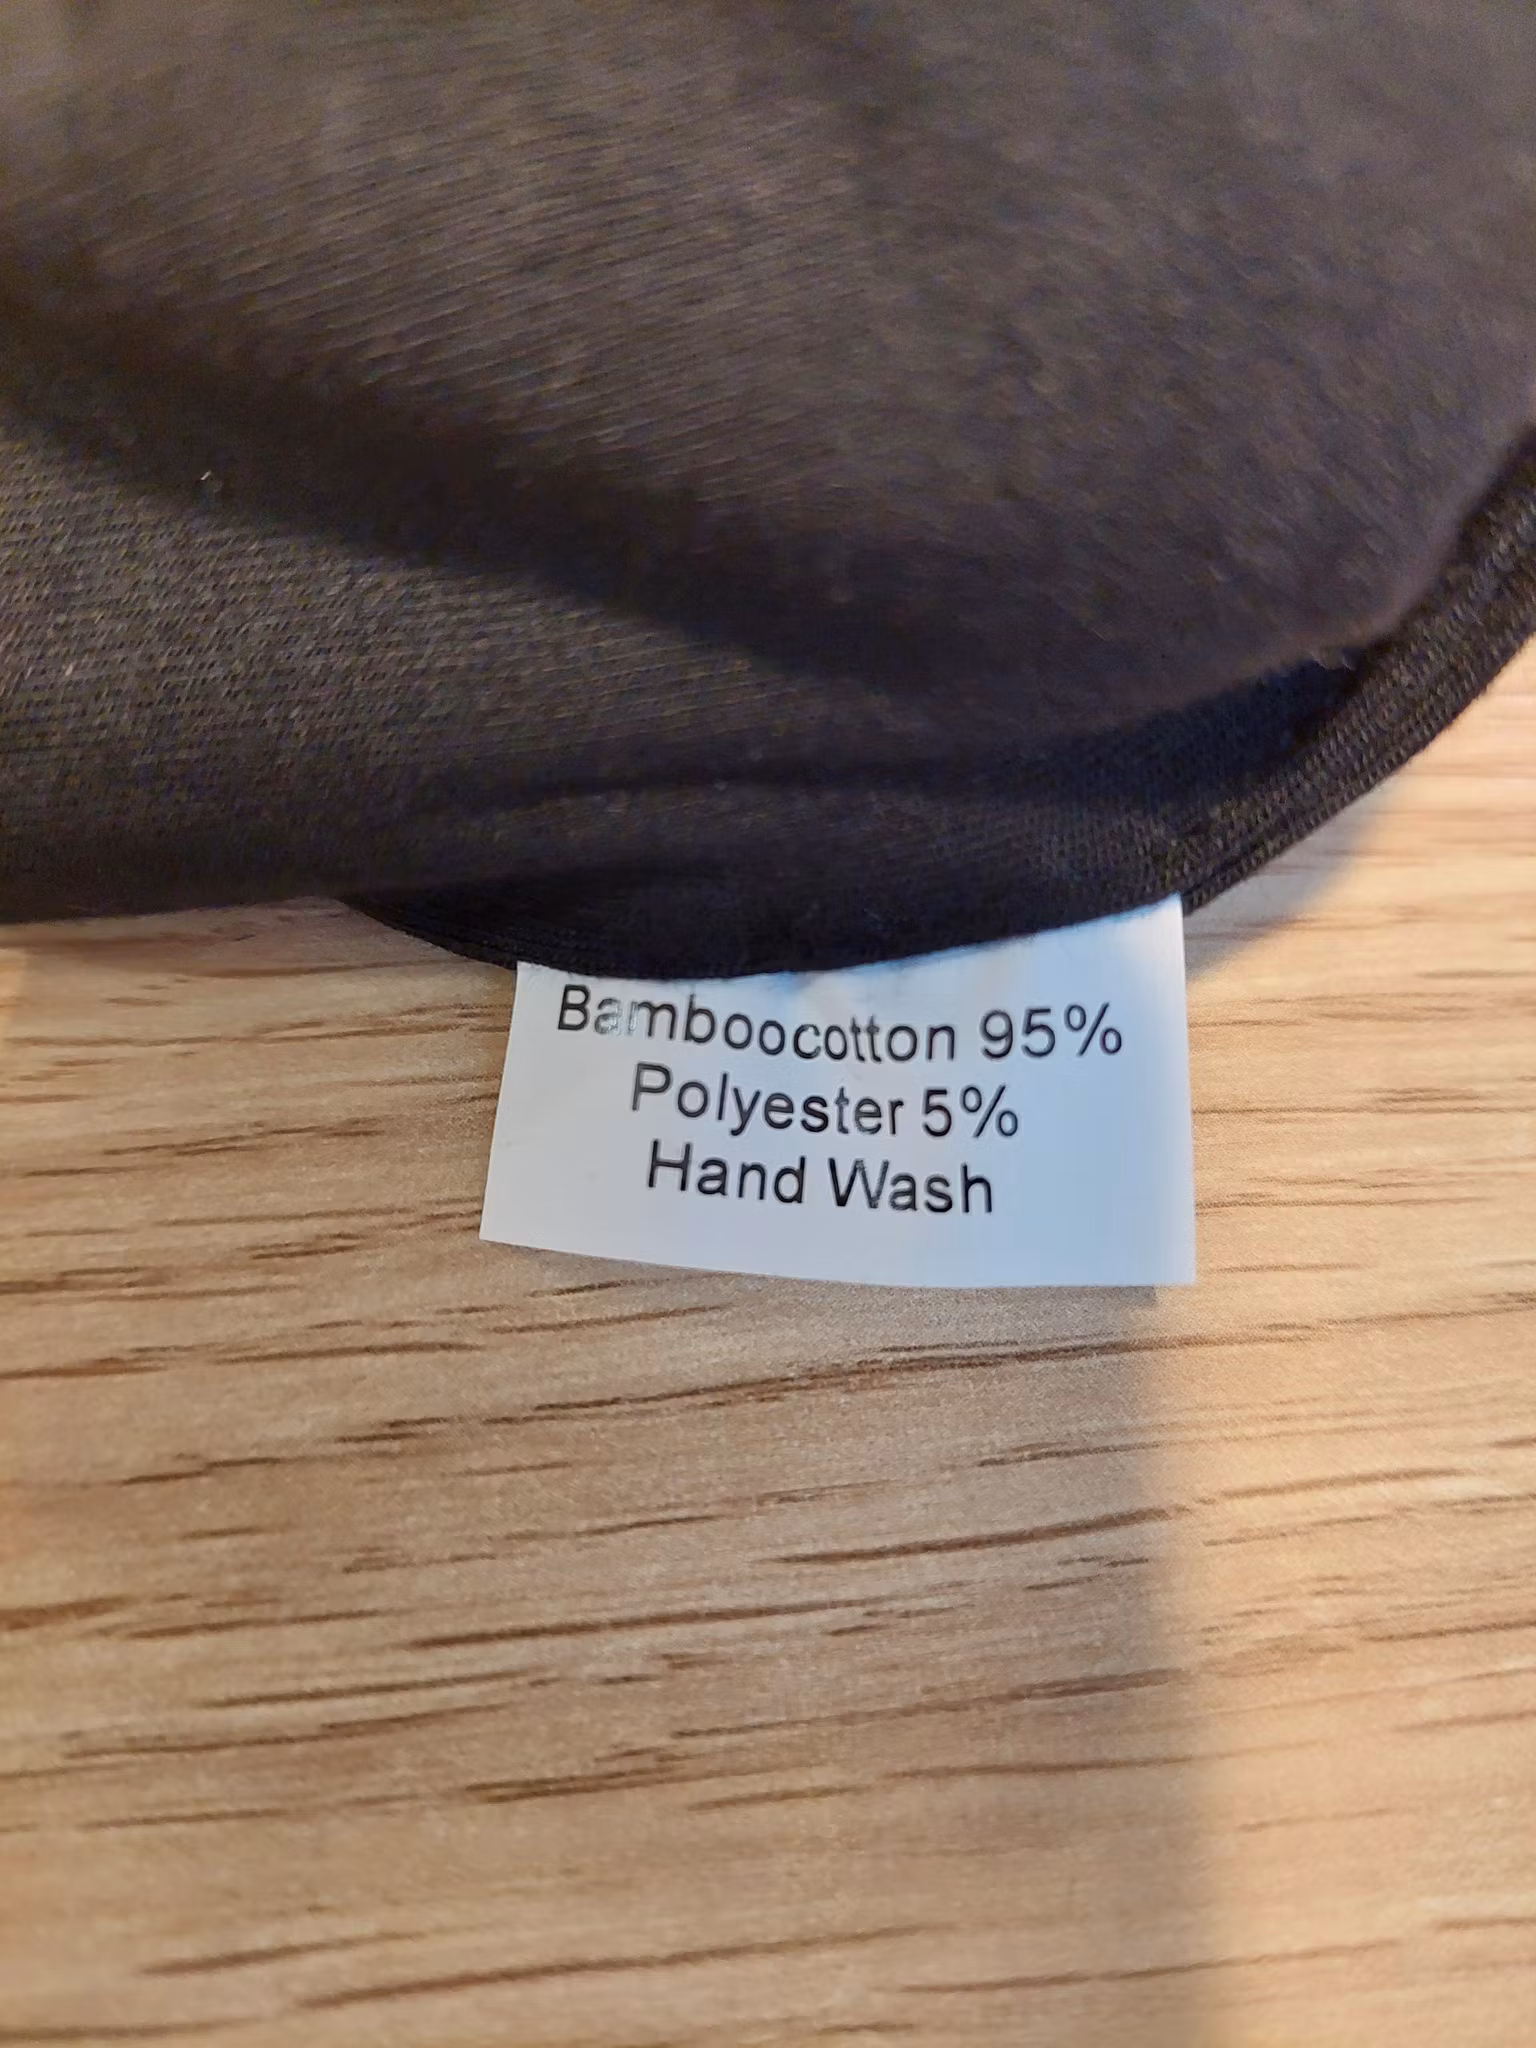 Bamboocotton 95%
Polyester 5%
Hand Wash